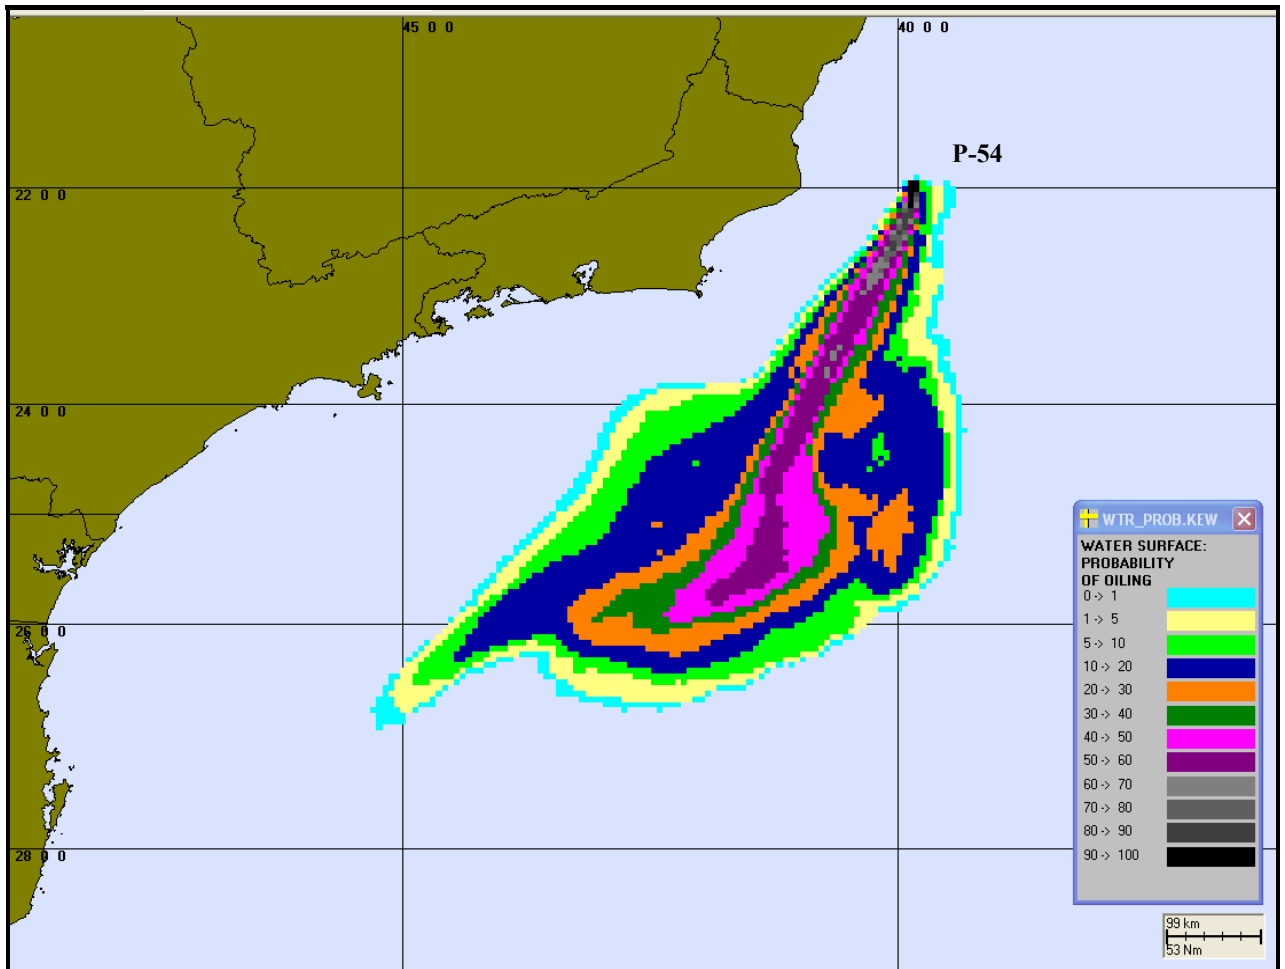 45 0 0
40 0 0
P-54
22 0 0
24 0 0
26 0 0
28 0 0
WTR_PROB.KEW
WATER SURFACE:
PROBABILITY
OF OILING
0 -> 1
1 -> 5
5 -> 10
10 -> 20
20 -> 30
30 -> 40
40 -> 50
50 -> 60
60 -> 70
70 -> 80
80 -> 90
90 -> 100
99 km
53 Nm